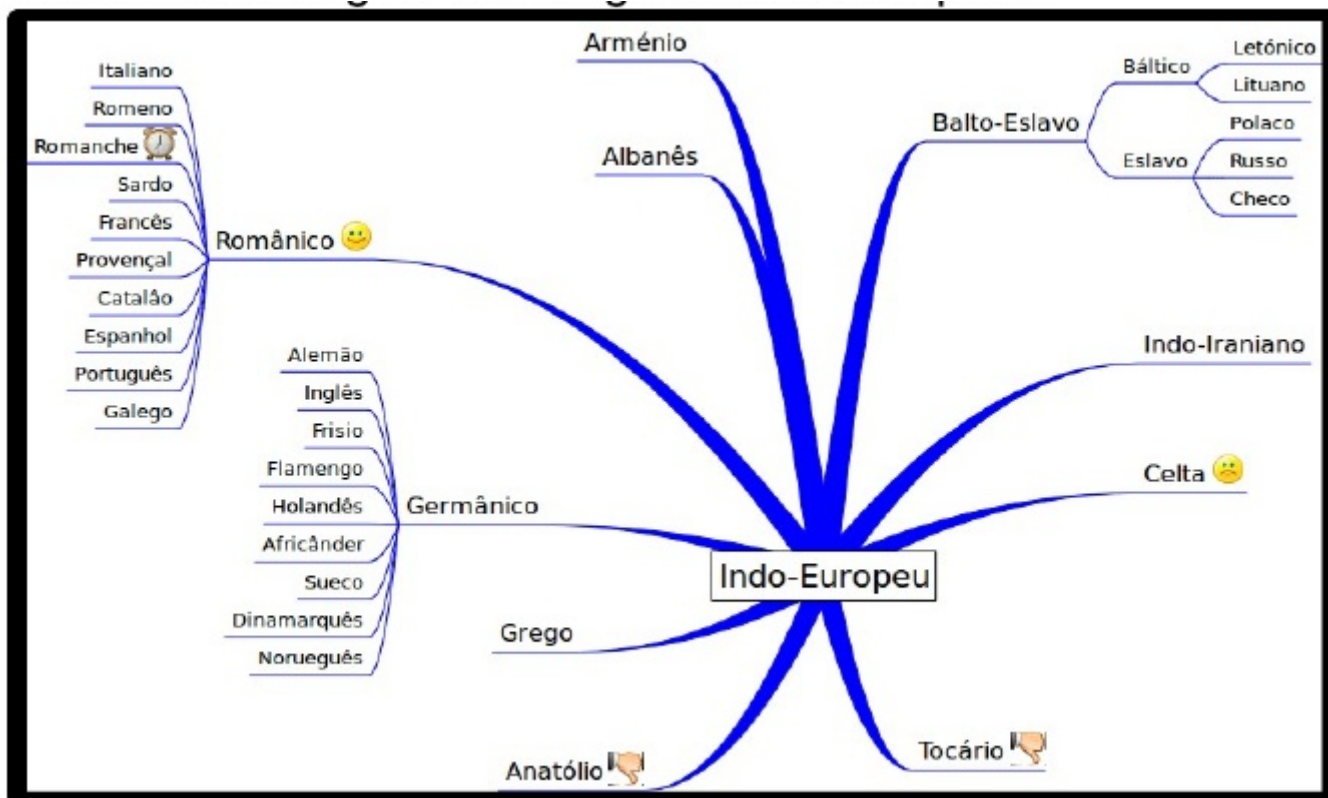 Arménio
Albanês
Balto-Eslavo
Báltico
Letónico
Lituano
Eslavo
Polaco
Russo
Checo
Indo-Iraniano
Celta
Italiano
Romeno
Romanche
Sardo
Francês
Provençal
Catalão
Espanhol
Português
Galego
Românico
Alemão
Inglês
Frisio
Flamengo
Holandês
Africânder
Sueco
Dinamarquês
Norueguês
Germânico
Indo-Europeu
Grego
Anatólio
Tocário